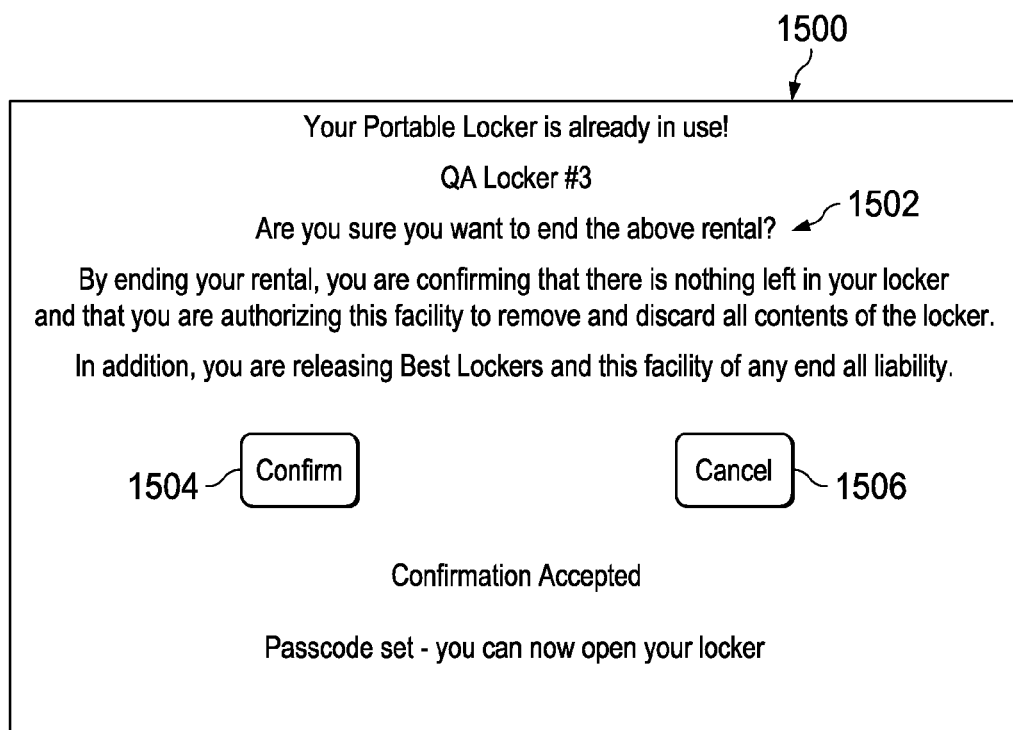 1500
Your Portable Locker is already in use!
QA Locker #3
Are you sure you want to end the above rental?
1502
By ending your rental, you are confirming that there is nothing left in your locker
and that you are authorizing this facility to remove and discard all contents of the locker.
In addition, you are releasing Best Lockers and this facility of any end all liability.
1504
Confirm
Cancel
1506
Confirmation Accepted
Passcode set - you can now open your locker